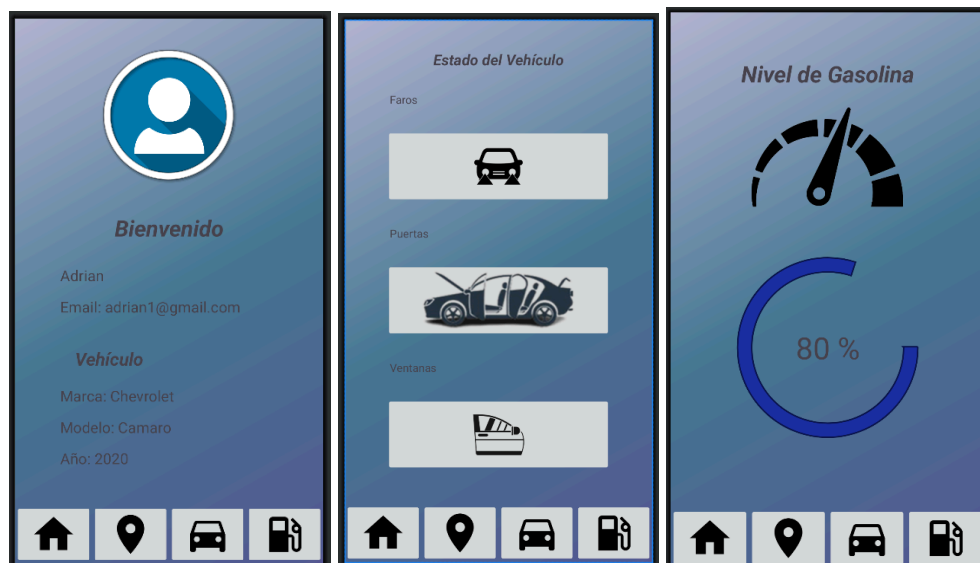 Bienvenido
Adrian
Email: adrian1@gmail.com
Vehículo
Marca: Chevrolet
Modelo: Camaro
Año: 2020
Estado del Vehículo
Faros
Puertas
Ventanas
Nivel de Gasolina
80 %